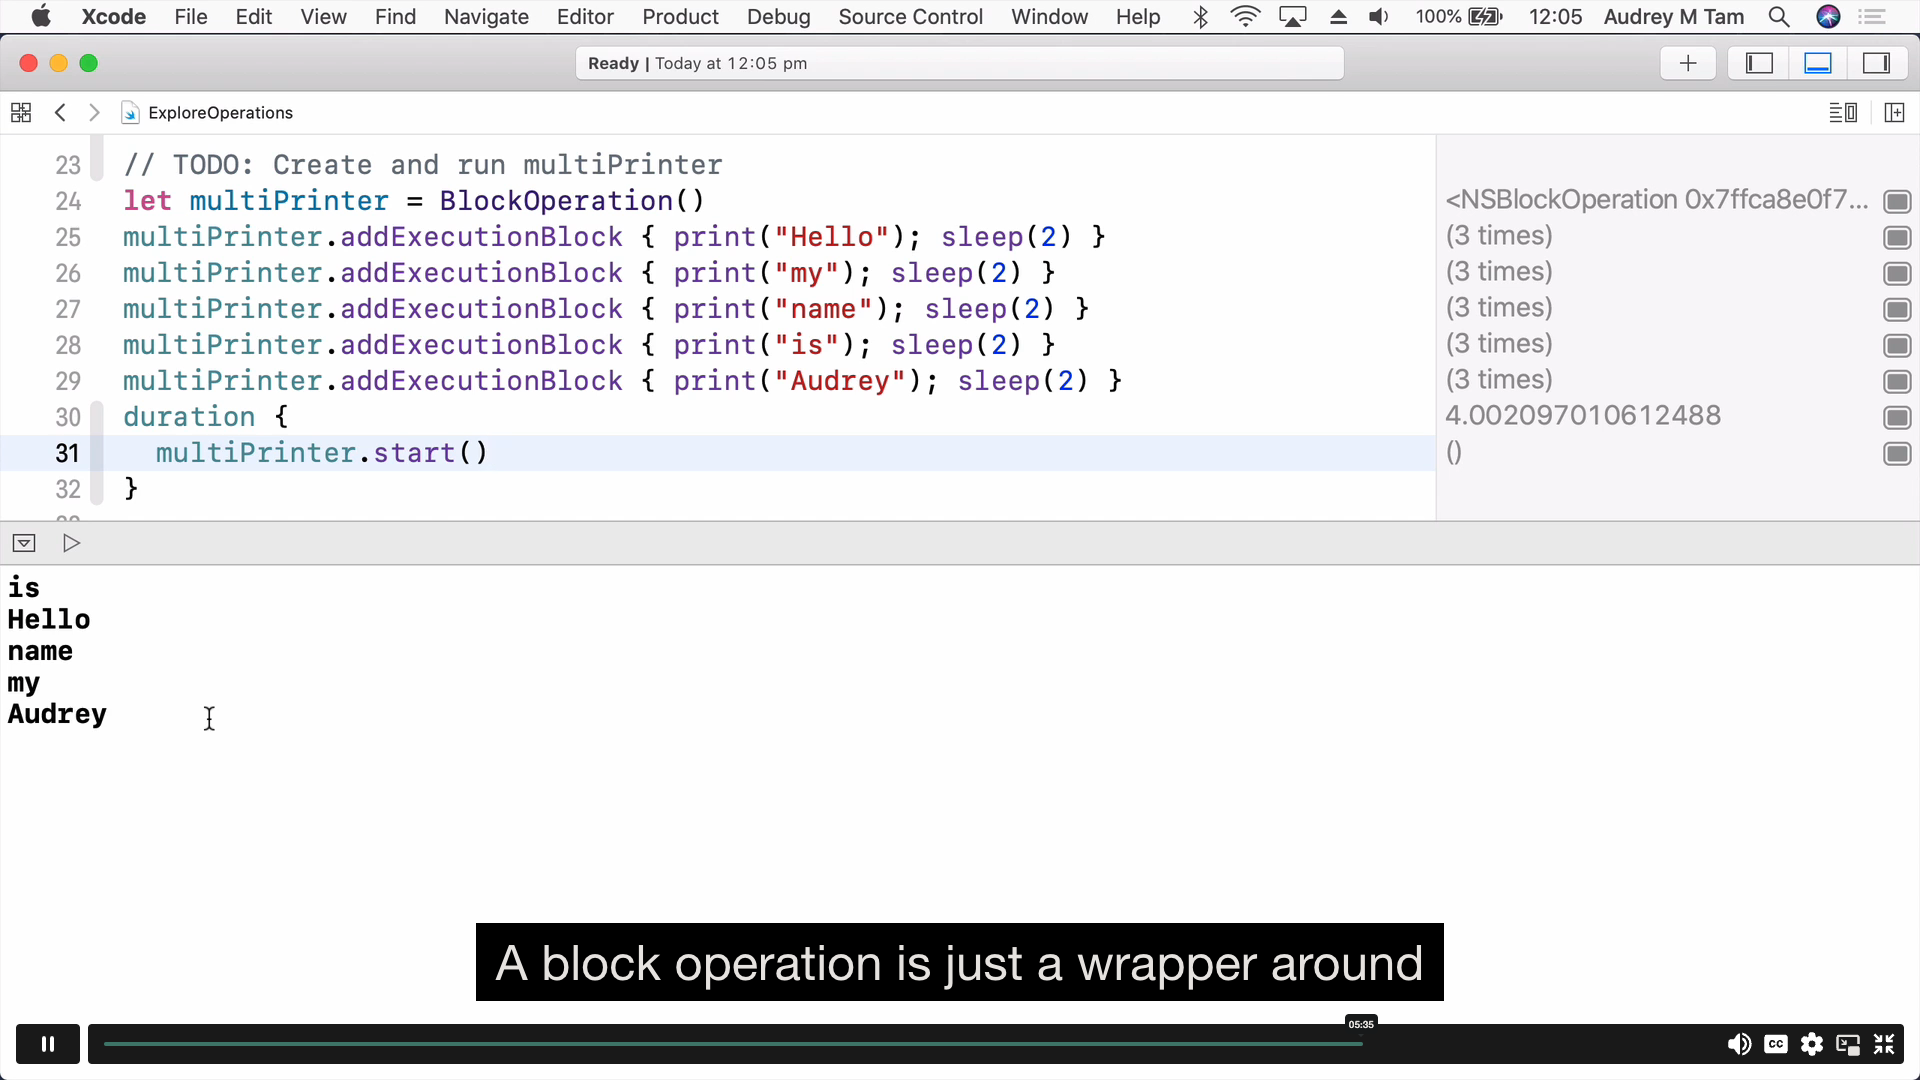 Xcode File Edit View Find Navigate Editor Product Debug Source Control Window Help 100% 12:05 Audrey M Tam
Ready | Today at 12:05 pm
ExploreOperations
23 // TODO: Create and run multiPrinter
24 let multiPrinter = BlockOperation() <NSBlockOperation 0x7ffca8e0f7...
25 multiPrinter.addExecutionBlock { print("Hello"); sleep(2) } (3 times)
26 multiPrinter.addExecutionBlock { print("my"); sleep(2) } (3 times)
27 multiPrinter.addExecutionBlock { print("name"); sleep(2) } (3 times)
28 multiPrinter.addExecutionBlock { print("is"); sleep(2) } (3 times)
29 multiPrinter.addExecutionBlock { print("Audrey"); sleep(2) } (3 times)
30 duration { 4.002097010612488
31 multiPrinter.start() ()
32 }
is
Hello
name
my
Audrey
A block operation is just a wrapper around
05:35
CC